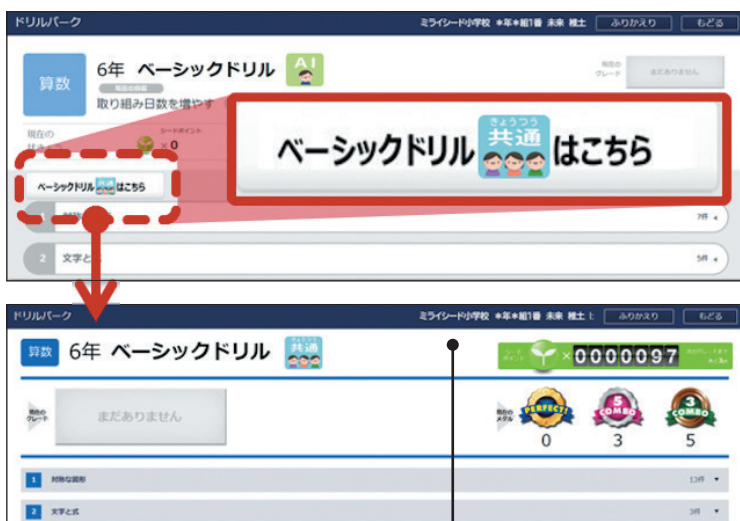 ドリルパーク
ミライシード小学校 *年*組1番 未来 種土 ふりかえり もどる
算数 6年 ベーシックドリル AI
取り組み日数を増やす
現在の グレード まだありません
現在の
シードポイント
×0
きょうつう
ベーシックドリル 共通 はこちら
ベーシックドリル 共通 はこちら
7件
2 文字と
5件
ドリルパーク
ミライシード小学校 *年*組1番 未来 種土 ふりかえり もどる
算数 6年 ベーシックドリル 共通
シード ポイント ×0000097
現在の グレード まだありません
現在の メダル PERFECT! 5 COMBO 3 COMBO
0 3 5
1 対称な図形 13件
2 文字と式 3件